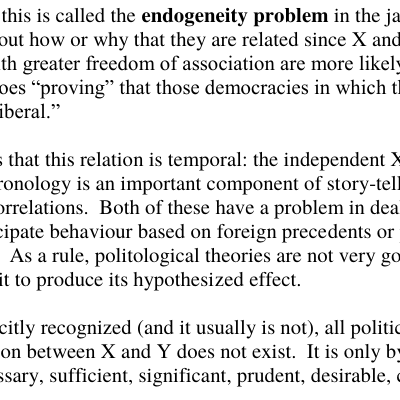 this is called the endogeneity problem in the ja
out how or why that they are related since X and
th greater freedom of association are more likely
oes “proving” that those democracies in which th
iberal.”
s that this relation is temporal: the independent X
ronology is an important component of story-tell
orrelations. Both of these have a problem in dea
cipate behaviour based on foreign precedents or
As a rule, politological theories are not very go
it to produce its hypothesized effect.
citly recognized (and it usually is not), all politic
on between X and Y does not exist. It is only by
ssary, sufficient, significant, prudent, desirable,